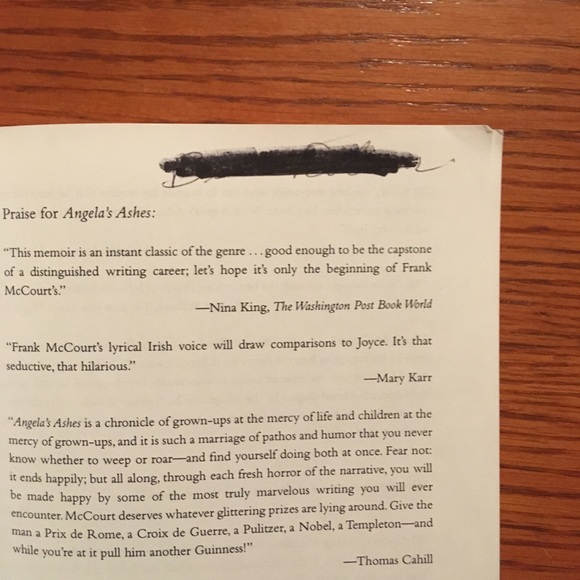 Praise for Angela's Ashes:
"This memoir is an instant classic of the genre . . . good enough to be the capstone
of a distinguished writing career; let's hope it's only the beginning of Frank
McCourt's."
—Nina King, The Washington Post Book World
"Frank McCourt's lyrical Irish voice will draw comparisons to Joyce. It's that
seductive, that hilarious."
—Mary Karr
"Angela's Ashes is a chronicle of grown-ups at the mercy of life and children at the
mercy of grown-ups, and it is such a marriage of pathos and humor that you never
know whether to weep or roar—and find yourself doing both at once. Fear not:
it ends happily; but all along, through each fresh horror of the narrative, you will
be made happy by some of the most truly marvelous writing you will ever
encounter. McCourt deserves whatever glittering prizes are lying around. Give the
man a Prix de Rome, a Croix de Guerre, a Pulitzer, a Nobel, a Templeton—and
while you're at it pull him another Guinness!"
—Thomas Cahill